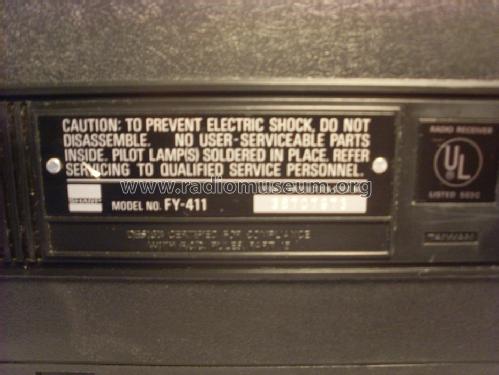 CAUTION: TO PREVENT ELECTRIC SHOCK, DO NOT
DISASSEMBLE. NO USER-SERVICEABLE PARTS
INSIDE. PILOT LAMP(S) SOLDERED IN PLACE, REFER
SERVICING TO QUALIFIED SERVICE PERSONNEL.
www.radiomuseum.org
SHARP
MODEL NO. FY-411
DESIGN CERTIFIED FOR COMPLIANCE
WITH F.C.C. RULES, PART 15
RADIO RECEIVER
UL
LISTED
TAIWAN